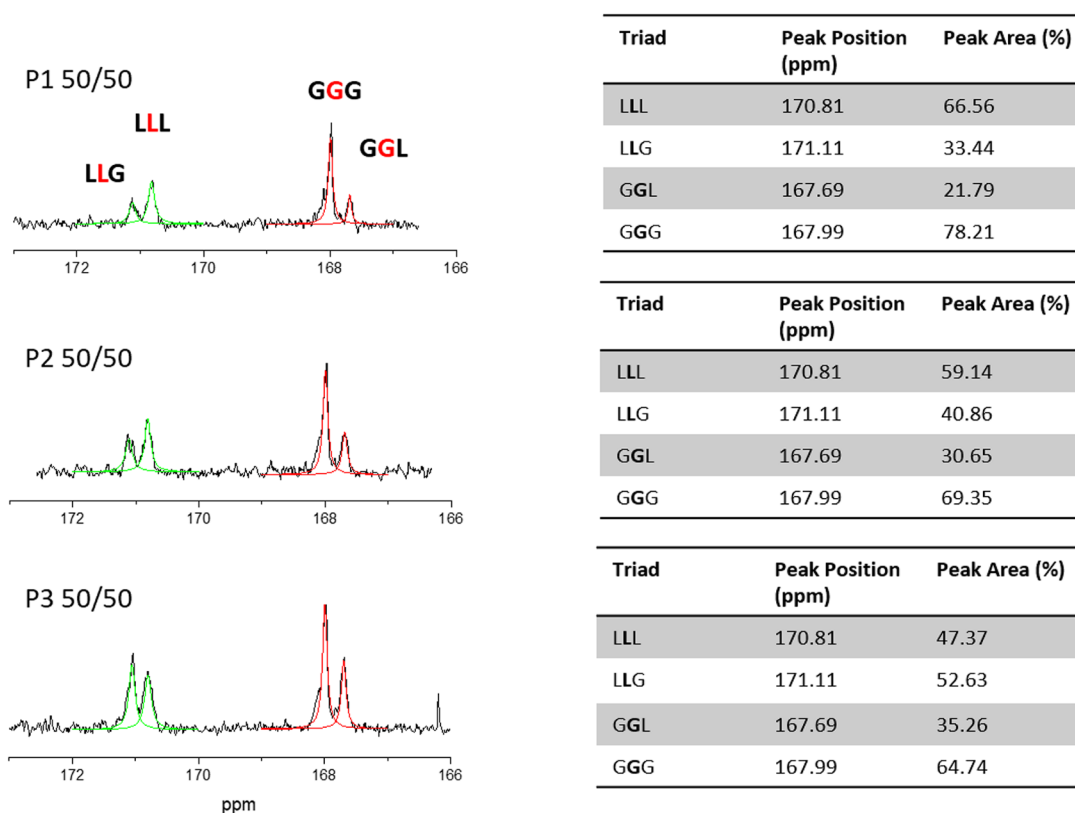 P1 50/50
LLG
LLL
GGG
GGL
172 170 168 166
P2 50/50
172 170 168 166
P3 50/50
172 170 168 166
ppm
Triad Peak Position (ppm) Peak Area (%)
LLL 170.81 66.56
LLG 171.11 33.44
GGL 167.69 21.79
GGG 167.99 78.21
Triad Peak Position (ppm) Peak Area (%)
LLL 170.81 59.14
LLG 171.11 40.86
GGL 167.69 30.65
GGG 167.99 69.35
Triad Peak Position (ppm) Peak Area (%)
LLL 170.81 47.37
LLG 171.11 52.63
GGL 167.69 35.26
GGG 167.99 64.74